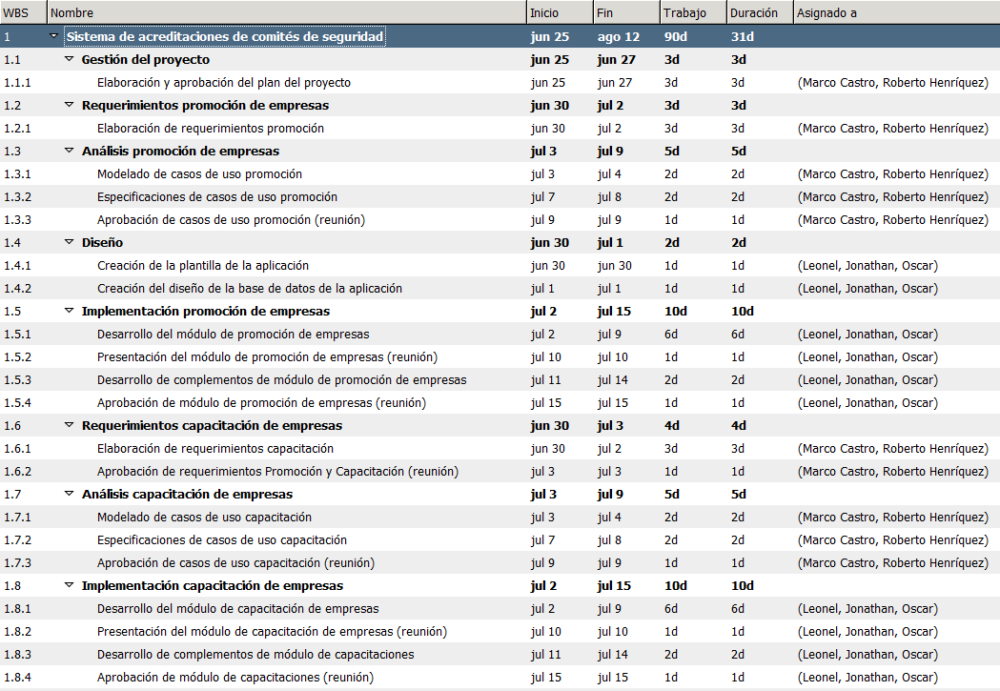 WBS Nombre Inicio Fin Trabajo Duración Asignado a
1 Sistema de acreditaciones de comités de seguridad jun 25 ago 12 90d 31d
1.1 Gestión del proyecto jun 25 jun 27 3d 3d
1.1.1 Elaboración y aprobación del plan del proyecto jun 25 jun 27 3d 3d (Marco Castro, Roberto Henríquez)
1.2 Requerimientos promoción de empresas jun 30 jul 2 3d 3d
1.2.1 Elaboración de requerimientos promoción jun 30 jul 2 3d 3d (Marco Castro, Roberto Henríquez)
1.3 Análisis promoción de empresas jul 3 jul 9 5d 5d
1.3.1 Modelado de casos de uso promoción jul 3 jul 4 2d 2d (Marco Castro, Roberto Henríquez)
1.3.2 Especificaciones de casos de uso promoción jul 7 jul 8 2d 2d (Marco Castro, Roberto Henríquez)
1.3.3 Aprobación de casos de uso promoción (reunión) jul 9 jul 9 1d 1d (Marco Castro, Roberto Henríquez)
1.4 Diseño jun 30 jul 1 2d 2d
1.4.1 Creación de la plantilla de la aplicación jun 30 jun 30 1d 1d (Leonel, Jonathan, Oscar)
1.4.2 Creación del diseño de la base de datos de la aplicación jul 1 jul 1 1d 1d (Leonel, Jonathan, Oscar)
1.5 Implementación promoción de empresas jul 2 jul 15 10d 10d
1.5.1 Desarrollo del módulo de promoción de empresas jul 2 jul 9 6d 6d (Leonel, Jonathan, Oscar)
1.5.2 Presentación del módulo de promoción de empresas (reunión) jul 10 jul 10 1d 1d (Leonel, Jonathan, Oscar)
1.5.3 Desarrollo de complementos de módulo de promoción de empresas jul 11 jul 14 2d 2d (Leonel, Jonathan, Oscar)
1.5.4 Aprobación de módulo de promoción de empresas (reunión) jul 15 jul 15 1d 1d (Leonel, Jonathan, Oscar)
1.6 Requerimientos capacitación de empresas jun 30 jul 3 4d 4d
1.6.1 Elaboración de requerimientos capacitación jun 30 jul 2 3d 3d (Marco Castro, Roberto Henríquez)
1.6.2 Aprobación de requerimientos Promoción y Capacitación (reunión) jul 3 jul 3 1d 1d (Marco Castro, Roberto Henríquez)
1.7 Análisis capacitación de empresas jul 3 jul 9 5d 5d
1.7.1 Modelado de casos de uso capacitación jul 3 jul 4 2d 2d (Marco Castro, Roberto Henríquez)
1.7.2 Especificaciones de casos de uso capacitación jul 7 jul 8 2d 2d (Marco Castro, Roberto Henríquez)
1.7.3 Aprobación de casos de uso capacitación (reunión) jul 9 jul 9 1d 1d (Marco Castro, Roberto Henríquez)
1.8 Implementación capacitación de empresas jul 2 jul 15 10d 10d
1.8.1 Desarrollo del módulo de capacitación de empresas jul 2 jul 9 6d 6d (Leonel, Jonathan, Oscar)
1.8.2 Presentación del módulo de capacitación de empresas (reunión) jul 10 jul 10 1d 1d (Leonel, Jonathan, Oscar)
1.8.3 Desarrollo de complementos de módulo de capacitaciones jul 11 jul 14 2d 2d (Leonel, Jonathan, Oscar)
1.8.4 Aprobación de módulo de capacitaciones (reunión) jul 15 jul 15 1d 1d (Leonel, Jonathan, Oscar)